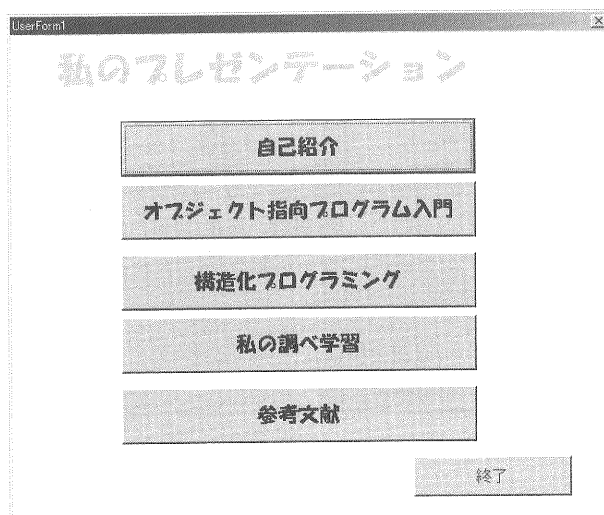 UserForm1
私のプレゼンテーション
自己紹介
オブジェクト指向プログラム入門
構造化プログラミング
私の調べ学習
参考文献
終了